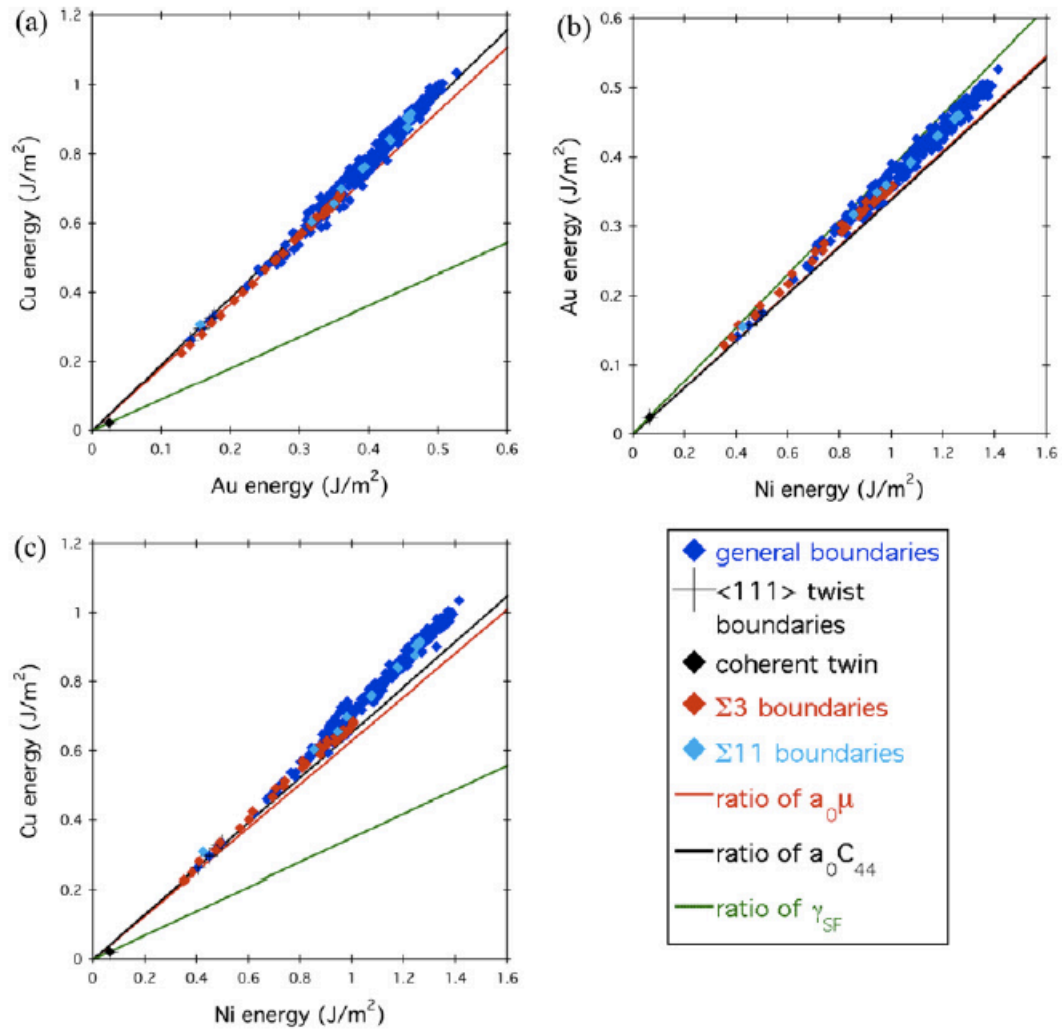 (a)
1.2
1
0.8
0.6
0.4
0.2
0
Cu energy (J/m²)
0 0.1 0.2 0.3 0.4 0.5 0.6
Au energy (J/m²)
(b)
0.6
0.5
0.4
0.3
0.2
0.1
0
Au energy (J/m²)
0 0.2 0.4 0.6 0.8 1 1.2 1.4 1.6
Ni energy (J/m²)
(c)
1.2
1
0.8
0.6
0.4
0.2
0
Cu energy (J/m²)
0 0.2 0.4 0.6 0.8 1 1.2 1.4 1.6
Ni energy (J/m²)
general boundaries
<111> twist
boundaries
coherent twin
Σ3 boundaries
Σ11 boundaries
ratio of a₀μ
ratio of a₀C₄₄
ratio of γ_SF